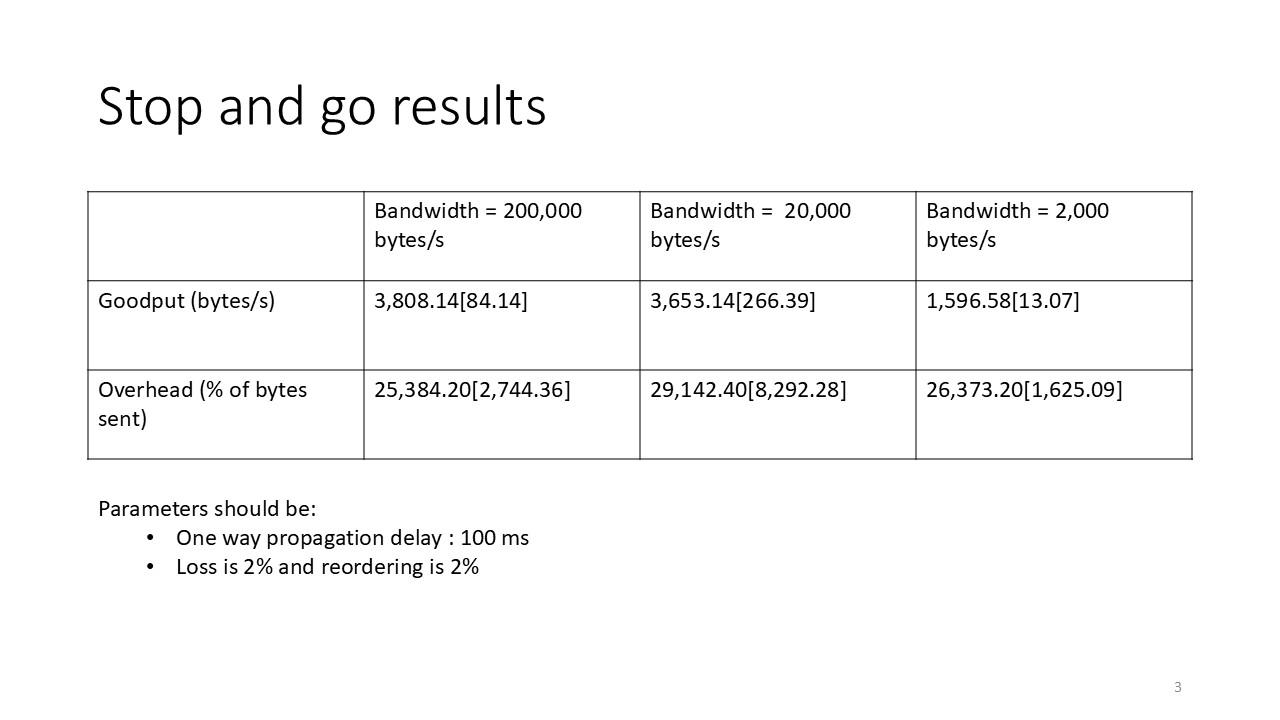 Stop and go results
Bandwidth = 200,000
bytes/s
Bandwidth =  20,000
bytes/s
Bandwidth = 2,000
bytes/s
Goodput (bytes/s)
3,808.14[84.14]
3,653.14[266.39]
1,596.58[13.07]
Overhead (% of bytes
sent)
25,384.20[2,744.36]
29,142.40[8,292.28]
26,373.20[1,625.09]
Parameters should be:
• One way propagation delay : 100 ms
• Loss is 2% and reordering is 2%
3